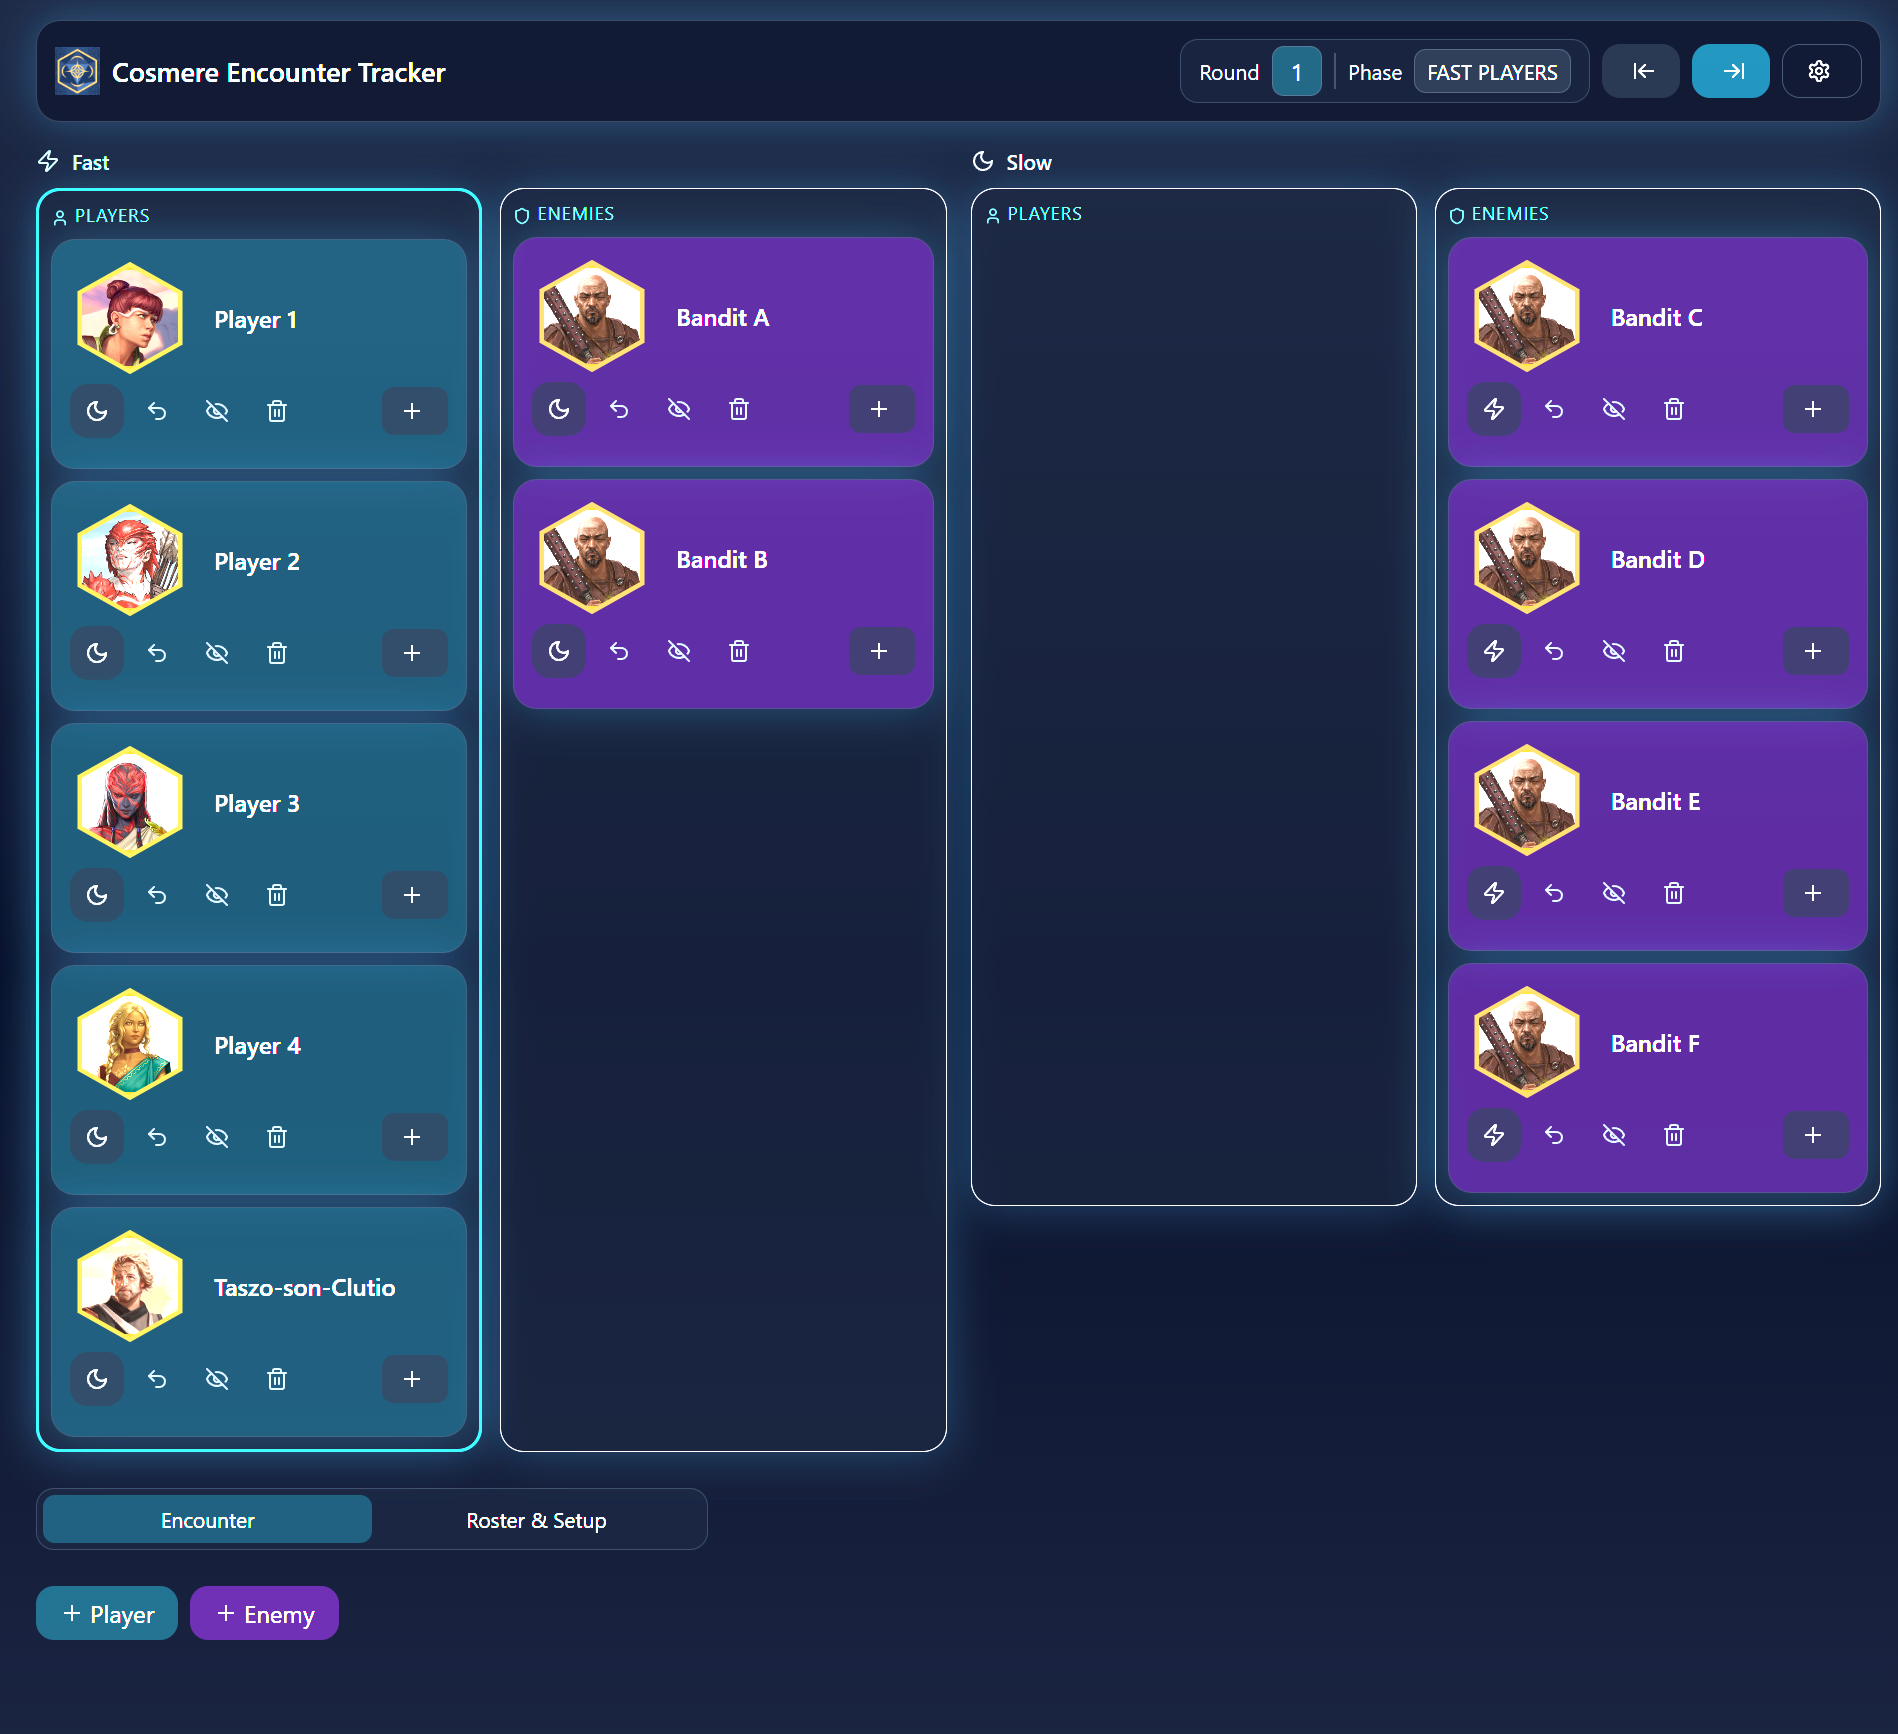 Cosmere Encounter Tracker
Round 1 Phase FAST PLAYERS
Fast
Slow
PLAYERS
Player 1
Player 2
Player 3
Player 4
Taszo-son-Clutio
ENEMIES
Bandit A
Bandit B
PLAYERS
ENEMIES
Bandit C
Bandit D
Bandit E
Bandit F
Encounter
Roster & Setup
+ Player
+ Enemy